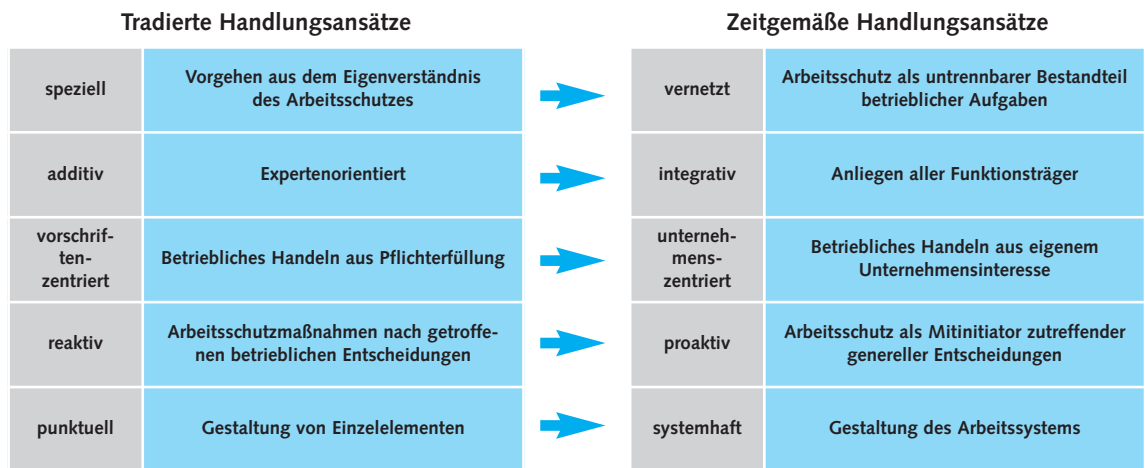 Tradierte Handlungsansätze
Zeitgemäße Handlungsansätze
speziell
Vorgehen aus dem Eigenverständnis
des Arbeitsschutzes
vernetzt
Arbeitsschutz als untrennbarer Bestandteil
betrieblicher Aufgaben
additiv
Expertenorientiert
integrativ
Anliegen aller Funktionsträger
vorschrif-
ten-
zentriert
Betriebliches Handeln aus Pflichterfüllung
unterneh-
mens-
zentriert
Betriebliches Handeln aus eigenem
Unternehmensinteresse
reaktiv
Arbeitsschutzmaßnahmen nach getroffe-
nen betrieblichen Entscheidungen
proaktiv
Arbeitsschutz als Mitinitiator zutreffender
genereller Entscheidungen
punktuell
Gestaltung von Einzelelementen
systemhaft
Gestaltung des Arbeitssystems